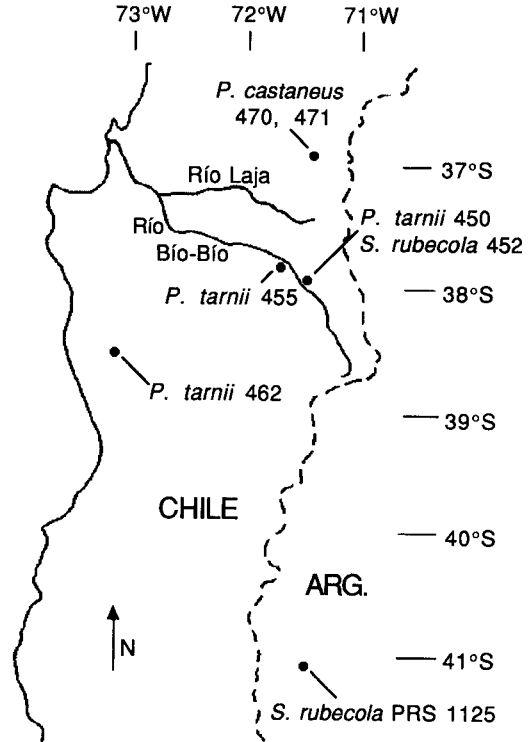 73°W 72°W 71°W
P. castaneus
470, 471
37°S
Río Laja
P. tarnii 450
Río
S. rubecola 452
Bío-Bío
P. tarnii 455
38°S
P. tarnii 462
39°S
CHILE
40°S
ARG.
N
41°S
S. rubecola PRS 1125